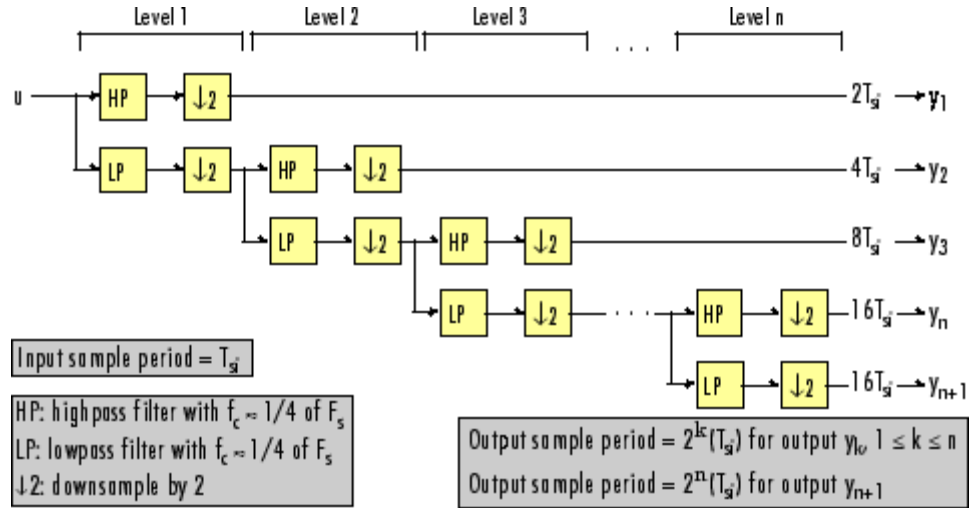 Level 1 Level 2 Level 3 . . . Level n
u HP ↓2 2T_si y_1
LP ↓2 HP ↓2 4T_si y_2
LP ↓2 HP ↓2 8T_si y_3
LP ↓2 . . . HP ↓2 16T_si y_n
LP ↓2 16T_si y_n+1
Input sample period = T_si
HP: highpass filter with f_c ≈ 1/4 of F_s
LP: lowpass filter with f_c ≈ 1/4 of F_s
↓2: downsample by 2
Output sample period = 2^k(T_si) for output y_k, 1 ≤ k ≤ n
Output sample period = 2^n(T_si) for output y_n+1